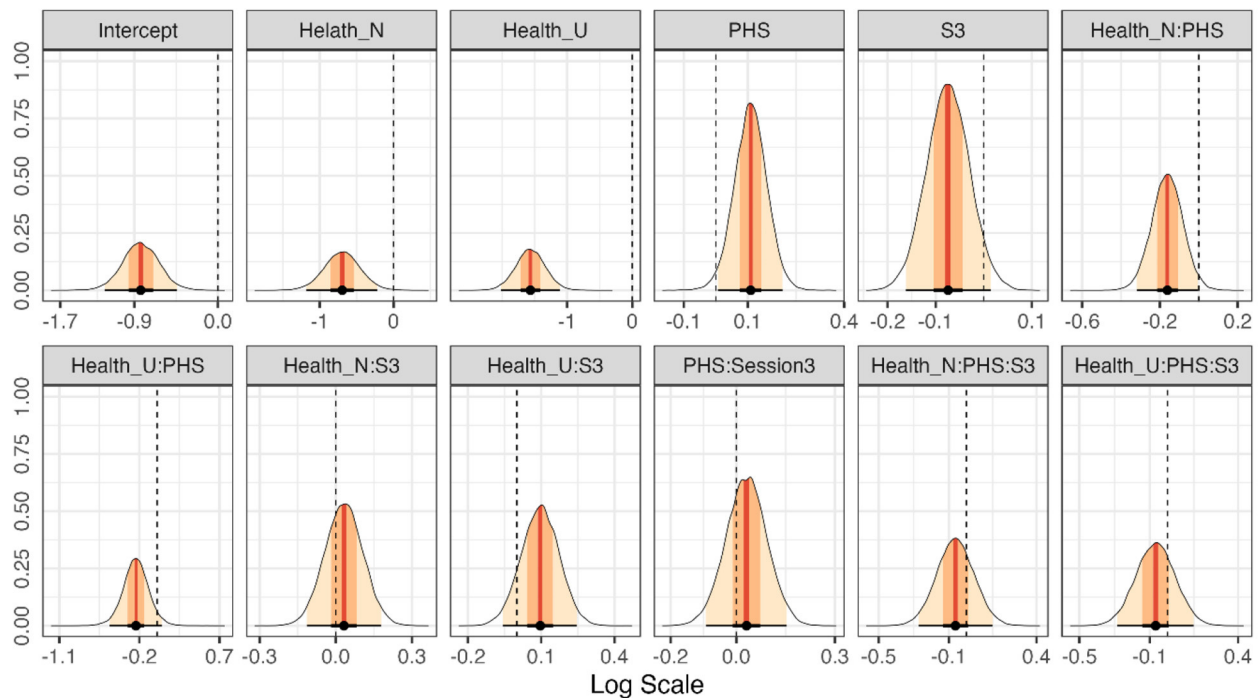 Intercept Helath_N Health_U PHS S3 Health_N:PHS
1.00
0.75
0.50
0.25
0.00
-1.7 -0.9 0.0 -1 0 -1 0 -0.1 0.1 0.4 -0.2 -0.1 0.1 -0.6 -0.2 0.2
Health_U:PHS Health_N:S3 Health_U:S3 PHS:Session3 Health_N:PHS:S3 Health_U:PHS:S3
1.00
0.75
0.50
0.25
0.00
-1.1 -0.2 0.7 -0.3 0.0 0.3 -0.2 0.1 0.4 -0.2 0.0 0.3 -0.5 -0.1 0.4 -0.5 -0.1 0.4
Log Scale